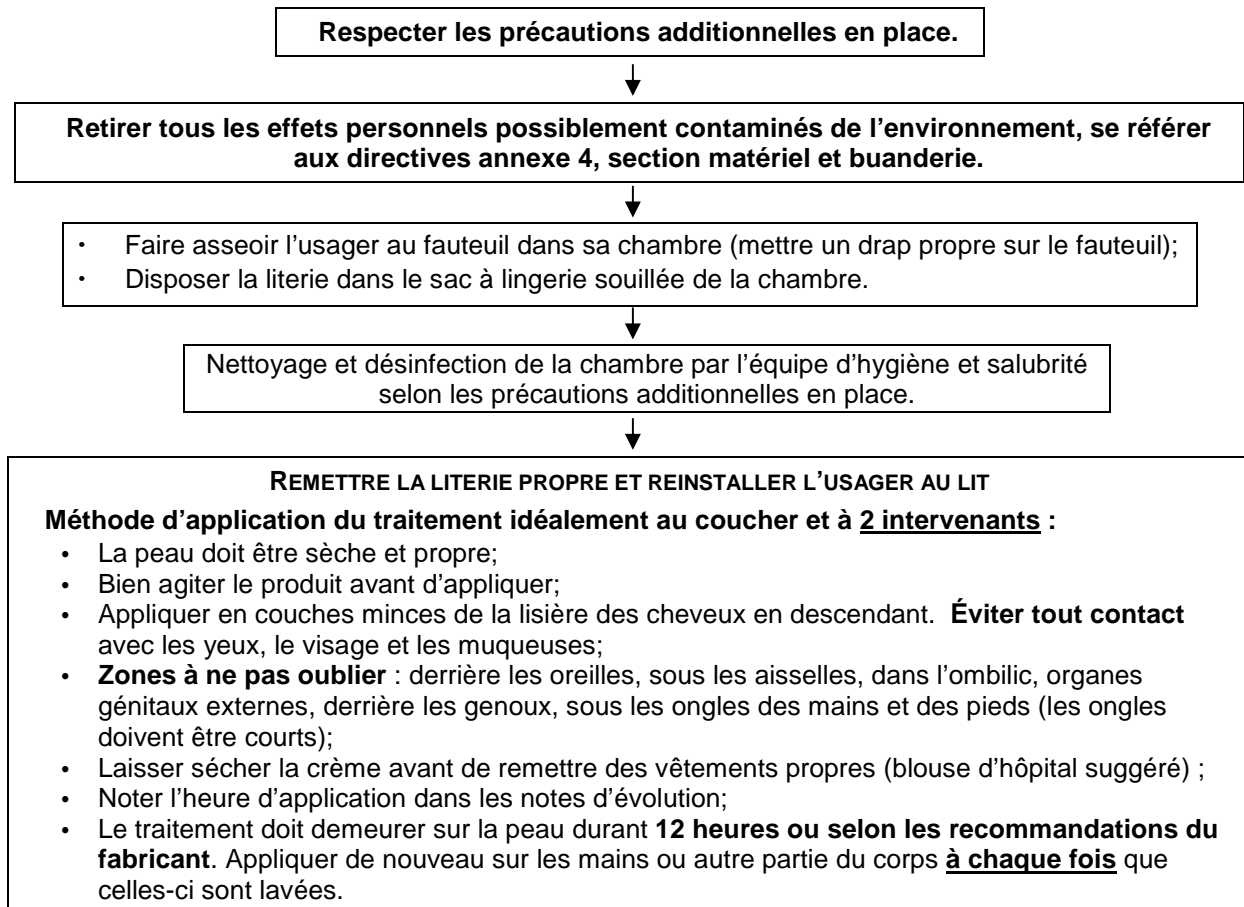 Respecter les précautions additionnelles en place.
Retirer tous les effets personnels possiblement contaminés de l'environnement, se référer
aux directives annexe 4, section matériel et buanderie.
• Faire asseoir l'usager au fauteuil dans sa chambre (mettre un drap propre sur le fauteuil);
• Disposer la literie dans le sac à lingerie souillée de la chambre.
Nettoyage et désinfection de la chambre par l'équipe d'hygiène et salubrité
selon les précautions additionnelles en place.
REMETTRE LA LITERIE PROPRE ET REINSTALLER L'USAGER AU LIT
Méthode d'application du traitement idéalement au coucher et à 2 intervenants :
• La peau doit être sèche et propre;
• Bien agiter le produit avant d'appliquer;
• Appliquer en couches minces de la lisière des cheveux en descendant. Éviter tout contact
avec les yeux, le visage et les muqueuses;
• Zones à ne pas oublier : derrière les oreilles, sous les aisselles, dans l'ombilic, organes
génitaux externes, derrière les genoux, sous les ongles des mains et des pieds (les ongles
doivent être courts);
• Laisser sécher la crème avant de remettre des vêtements propres (blouse d'hôpital suggéré) ;
• Noter l'heure d'application dans les notes d'évolution;
• Le traitement doit demeurer sur la peau durant 12 heures ou selon les recommandations du
fabricant. Appliquer de nouveau sur les mains ou autre partie du corps à chaque fois que
celles-ci sont lavées.